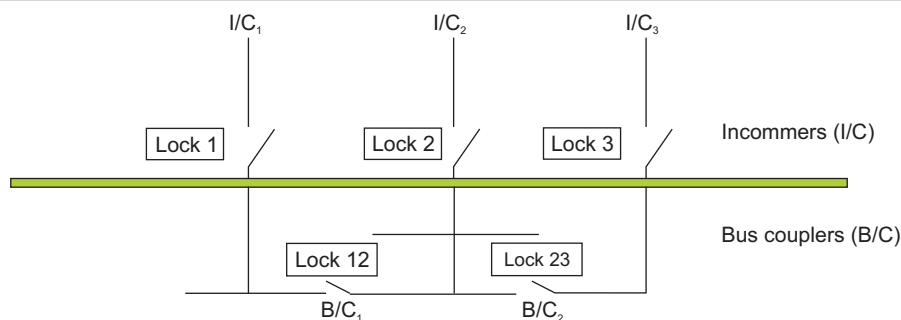 I/C₁ I/C₂ I/C₃
Incommers (I/C)
Lock 1 Lock 2 Lock 3
Bus couplers (B/C)
Lock 12 Lock 23
B/C₁ B/C₂